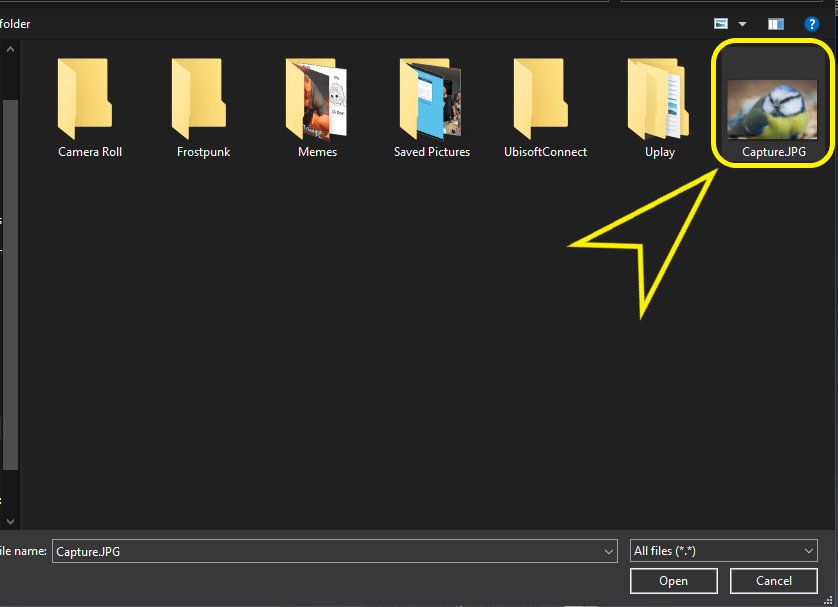 folder
?
Camera Roll
Frostpunk
Memes
Saved Pictures
UbisoftConnect
Uplay
Capture.JPG
ile name:
Capture.JPG
All files (*.*)
Open
Cancel